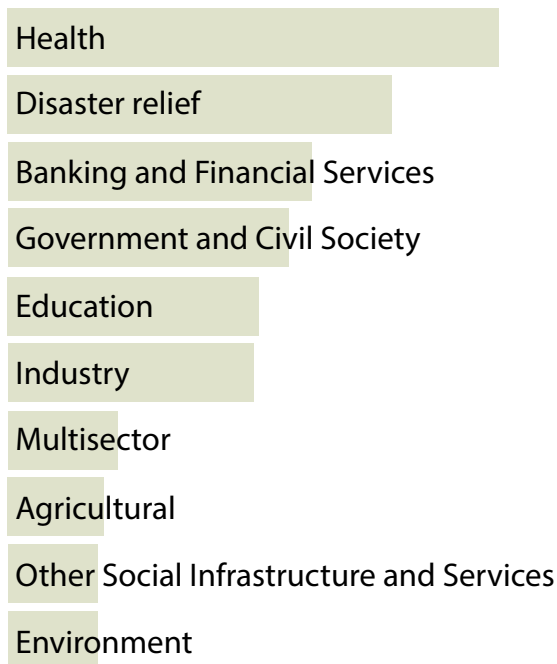 Health
Disaster relief
Banking and Financial Services
Government and Civil Society
Education
Industry
Multisector
Agricultural
Other Social Infrastructure and Services
Environment